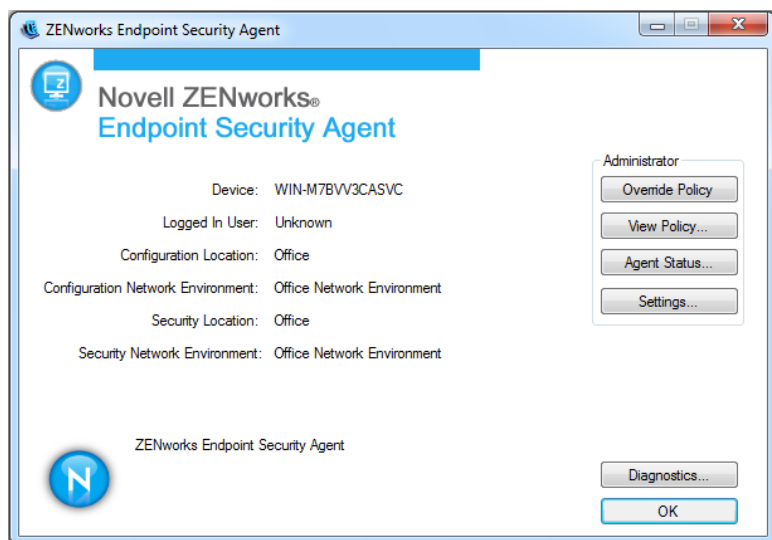 ZENworks Endpoint Security Agent
Z
Novell ZENworks®
Endpoint Security Agent
Device: WIN-M7BVV3CASVC
Logged In User: Unknown
Configuration Location: Office
Configuration Network Environment: Office Network Environment
Security Location: Office
Security Network Environment: Office Network Environment
Administrator
Override Policy
View Policy...
Agent Status...
Settings...
ZENworks Endpoint Security Agent
N
Diagnostics...
OK